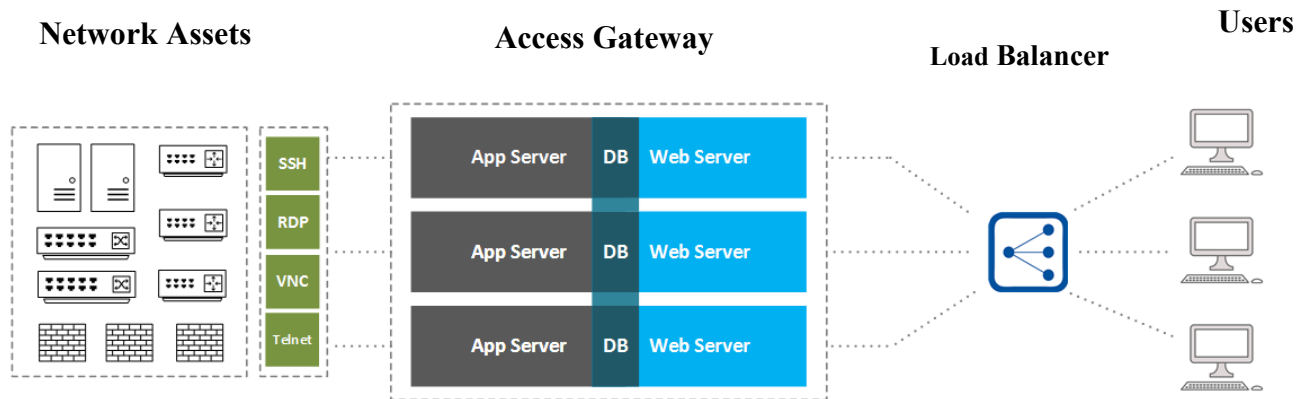 Network Assets
Access Gateway
Load Balancer
Users
SSH
RDP
VNC
Telnet
App Server DB Web Server
App Server DB Web Server
App Server DB Web Server